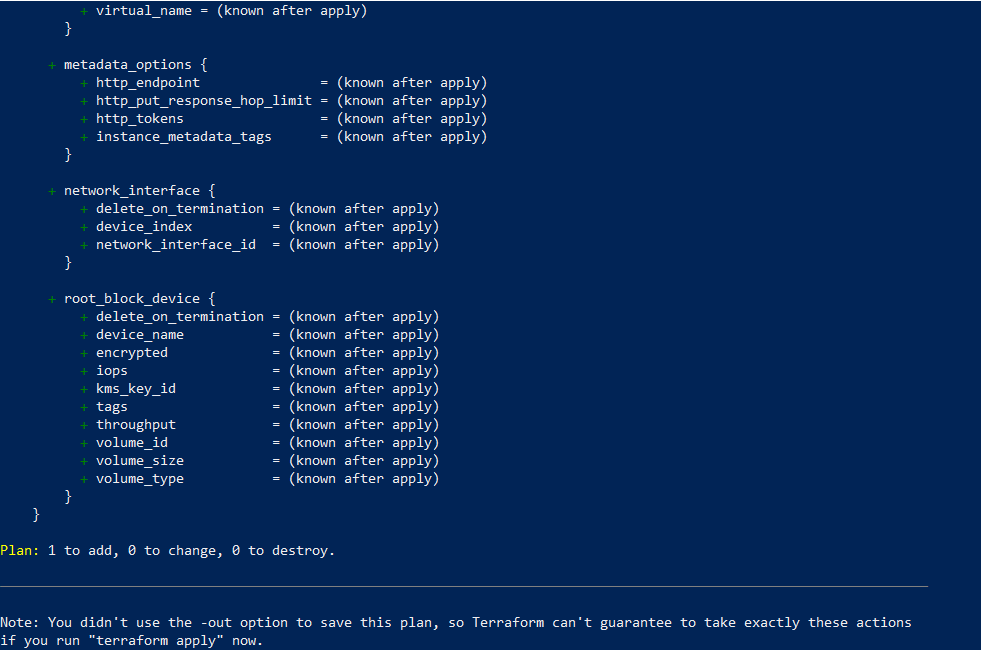 + virtual_name = (known after apply)
}
+ metadata_options {
+ http_endpoint               = (known after apply)
+ http_put_response_hop_limit = (known after apply)
+ http_tokens                 = (known after apply)
+ instance_metadata_tags      = (known after apply)
}
+ network_interface {
+ delete_on_termination = (known after apply)
+ device_index          = (known after apply)
+ network_interface_id  = (known after apply)
}
+ root_block_device {
+ delete_on_termination = (known after apply)
+ device_name           = (known after apply)
+ encrypted             = (known after apply)
+ iops                  = (known after apply)
+ kms_key_id            = (known after apply)
+ tags                  = (known after apply)
+ throughput            = (known after apply)
+ volume_id             = (known after apply)
+ volume_size           = (known after apply)
+ volume_type           = (known after apply)
}
}
Plan: 1 to add, 0 to change, 0 to destroy.
Note: You didn't use the -out option to save this plan, so Terraform can't guarantee to take exactly these actions
if you run "terraform apply" now.